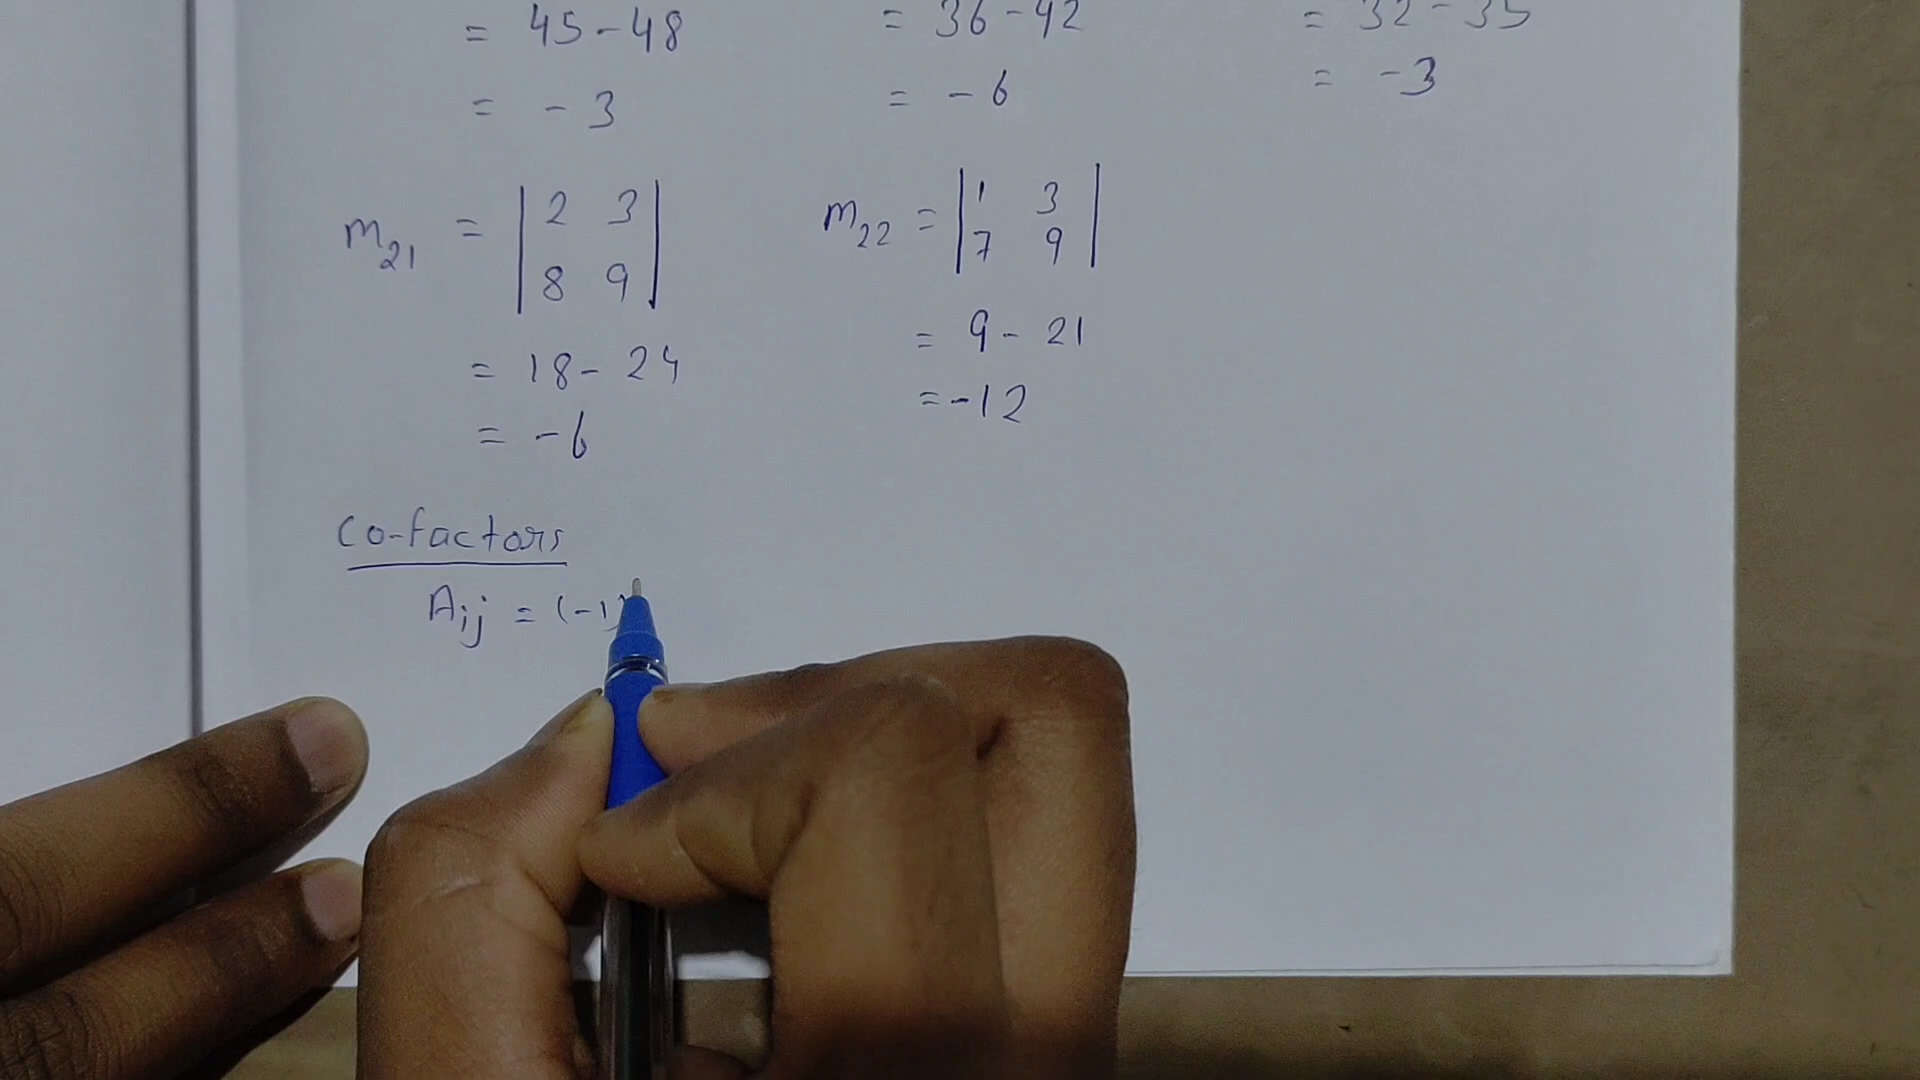 = 45 - 48
= 36 - 42
= 32 - 35
= - 3
= - 6
= - 3
m21 = | 2 3 |
| 8 9 |
m22 = | 1 3 |
| 7 9 |
= 18 - 24
= 9 - 21
= -6
= -12
Co-factors
Aij = (-1)